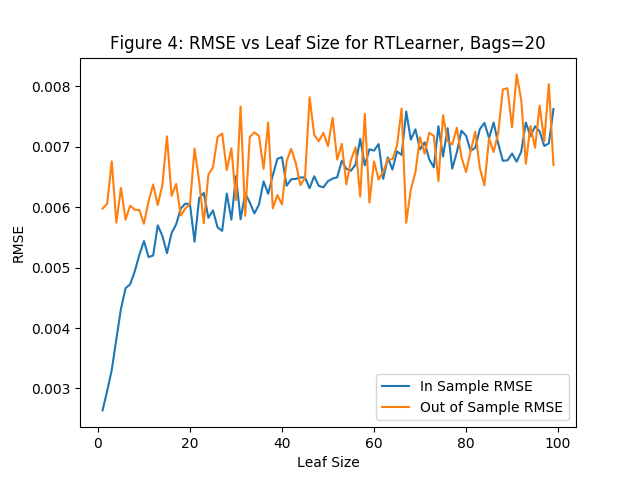 Figure 4: RMSE vs Leaf Size for RTLearner, Bags=20
0.008
0.007
0.006
0.005
0.004
0.003
RMSE
In Sample RMSE
Out of Sample RMSE
0 20 40 60 80 100
Leaf Size